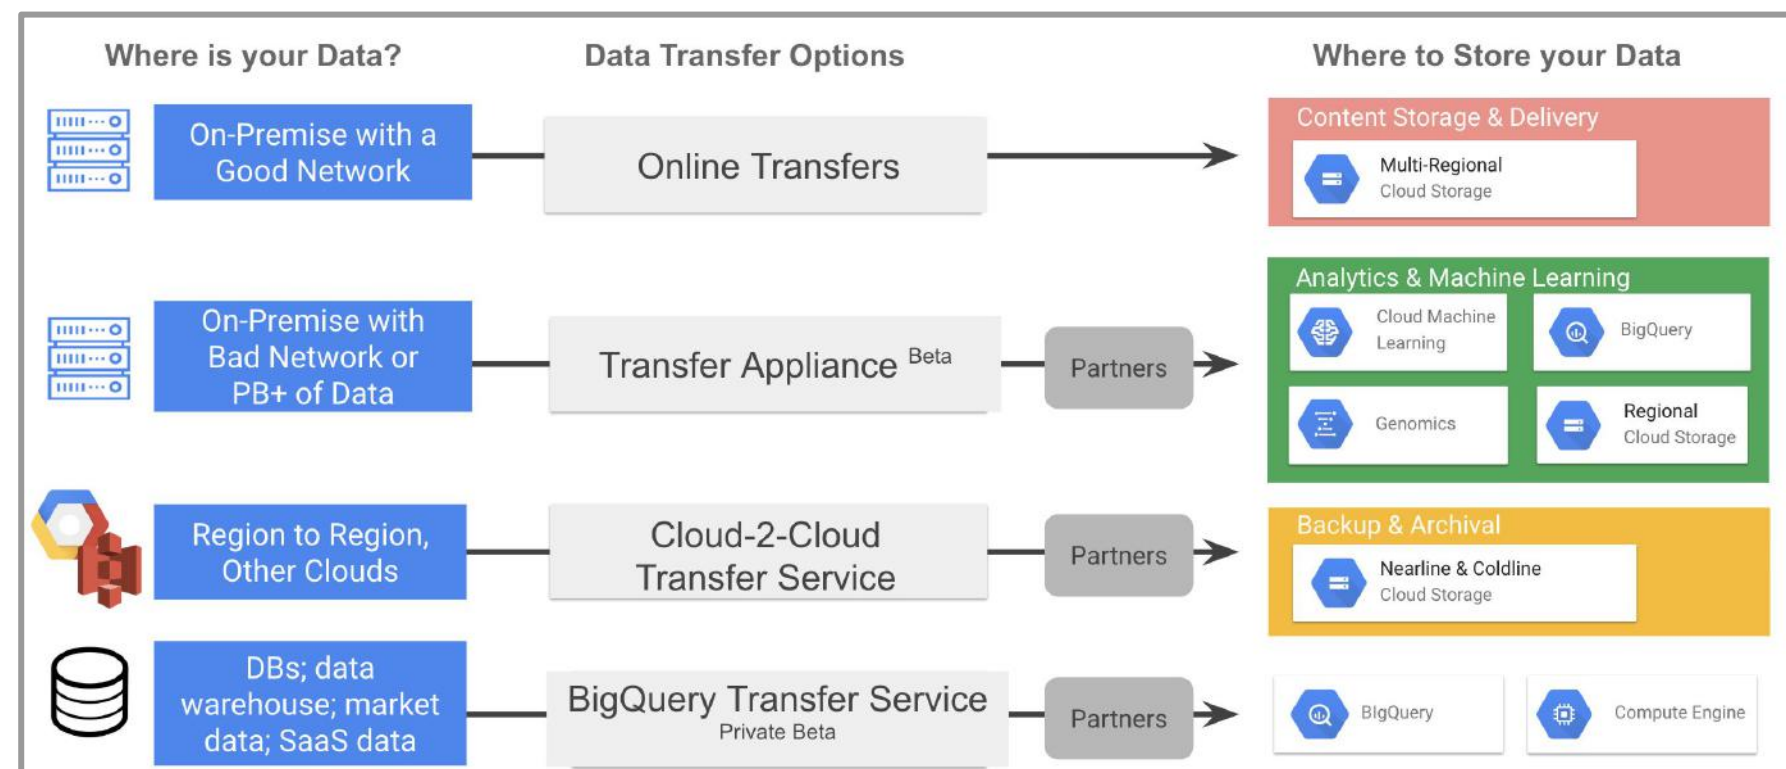 Where is your Data?
Data Transfer Options
Where to Store your Data
On-Premise with a
Good Network
Online Transfers
Content Storage & Delivery
Multi-Regional
Cloud Storage
On-Premise with
Bad Network or
PB+ of Data
Transfer Appliance Beta
Partners
Analytics & Machine Learning
Cloud Machine
Learning
BigQuery
Genomics
Regional
Cloud Storage
Region to Region,
Other Clouds
Cloud-2-Cloud
Transfer Service
Partners
Backup & Archival
Nearline & Coldline
Cloud Storage
DBs; data
warehouse; market
data; SaaS data
BigQuery Transfer Service
Private Beta
Partners
BIgQuery
Compute Engine